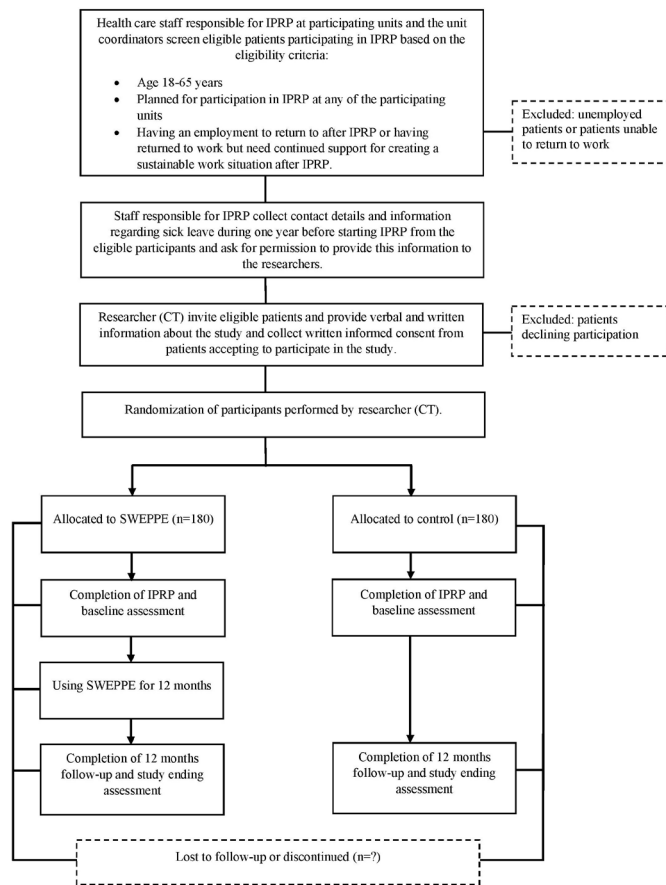 Health care staff responsible for IPRP at participating units and the unit
coordinators screen eligible patients participating in IPRP based on the
eligibility criteria:
• Age 18-65 years
• Planned for participation in IPRP at any of the participating
units
• Having an employment to return to after IPRP or having
returned to work but need continued support for creating a
sustainable work situation after IPRP.
Excluded: unemployed
patients or patients unable
to return to work
Staff responsible for IPRP collect contact details and information
regarding sick leave during one year before starting IPRP from the
eligible participants and ask for permission to provide this information to
the researchers.
Researcher (CT) invite eligible patients and provide verbal and written
information about the study and collect written informed consent from
patients accepting to participate in the study.
Excluded: patients
declining participation
Randomization of participants performed by researcher (CT).
Allocated to SWEPPE (n=180)
Allocated to control (n=180)
Completion of IPRP and
baseline assessment
Completion of IPRP and
baseline assessment
Using SWEPPE for 12 months
Completion of 12 months
follow-up and study ending
assessment
Completion of 12 months
follow-up and study ending
assessment
Lost to follow-up or discontinued (n=?)